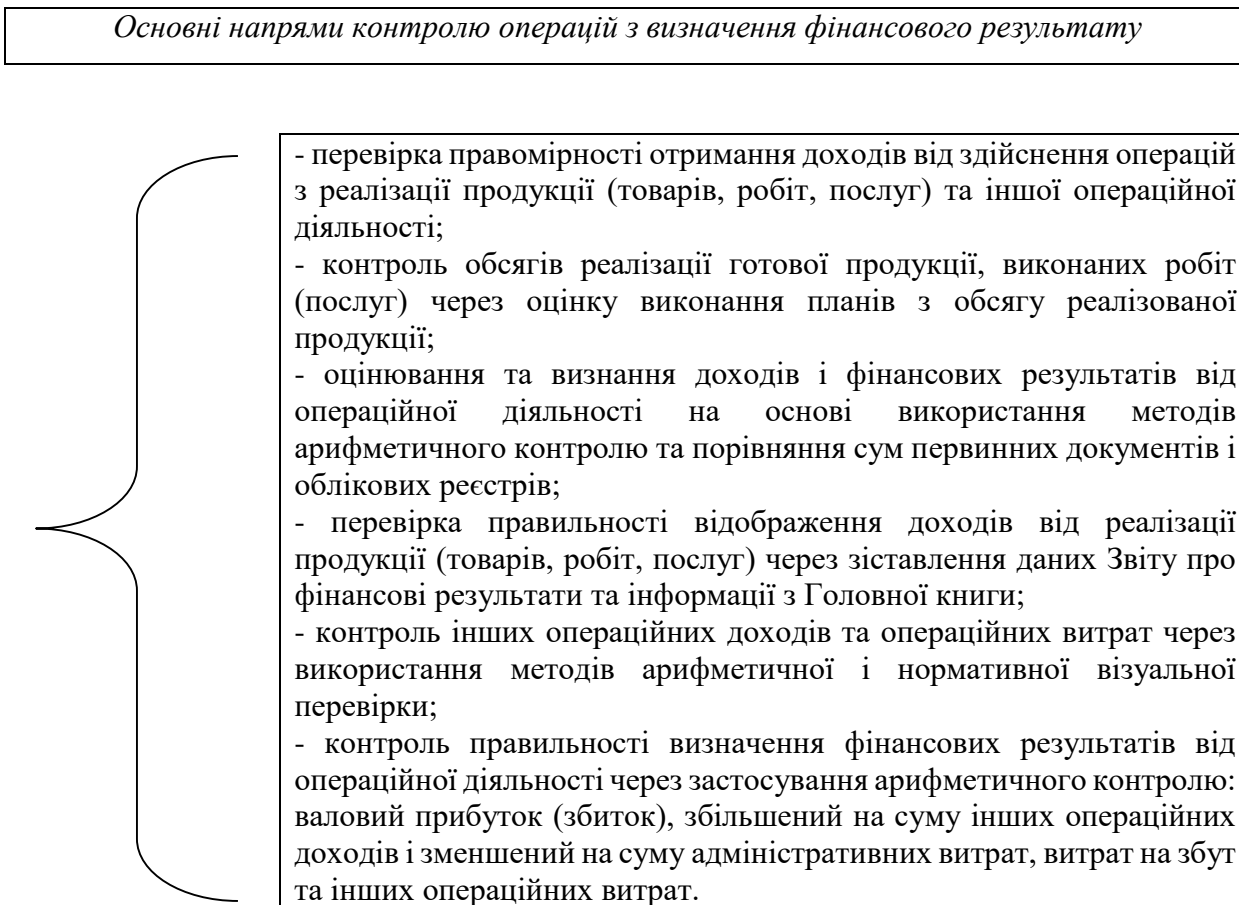 Основні напрями контролю операцій з визначення фінансового результату
- перевірка правомірності отримання доходів від здійснення операцій
з реалізації продукції (товарів, робіт, послуг) та іншої операційної
діяльності;
- контроль обсягів реалізації готової продукції, виконаних робіт
(послуг) через оцінку виконання планів з обсягу реалізованої
продукції;
- оцінювання та визнання доходів і фінансових результатів від
операційної діяльності на основі використання методів
арифметичного контролю та порівняння сум первинних документів і
облікових реєстрів;
- перевірка правильності відображення доходів від реалізації
продукції (товарів, робіт, послуг) через зіставлення даних Звіту про
фінансові результати та інформації з Головної книги;
- контроль інших операційних доходів та операційних витрат через
використання методів арифметичної і нормативної візуальної
перевірки;
- контроль правильності визначення фінансових результатів від
операційної діяльності через застосування арифметичного контролю:
валовий прибуток (збиток), збільшений на суму інших операційних
доходів і зменшений на суму адміністративних витрат, витрат на збут
та інших операційних витрат.